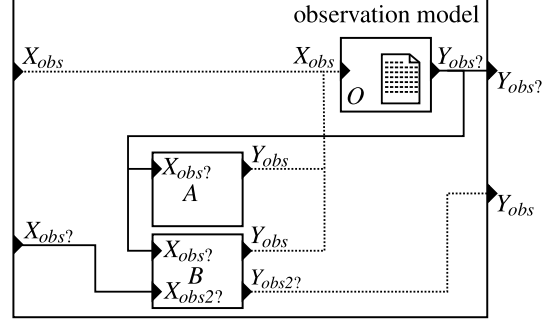 observation model
X_obs X_obs Y_obs?
O Y_obs?
X_obs? Y_obs
A
Y_obs
X_obs? X_obs? Y_obs
B Y_obs2?
X_obs2?